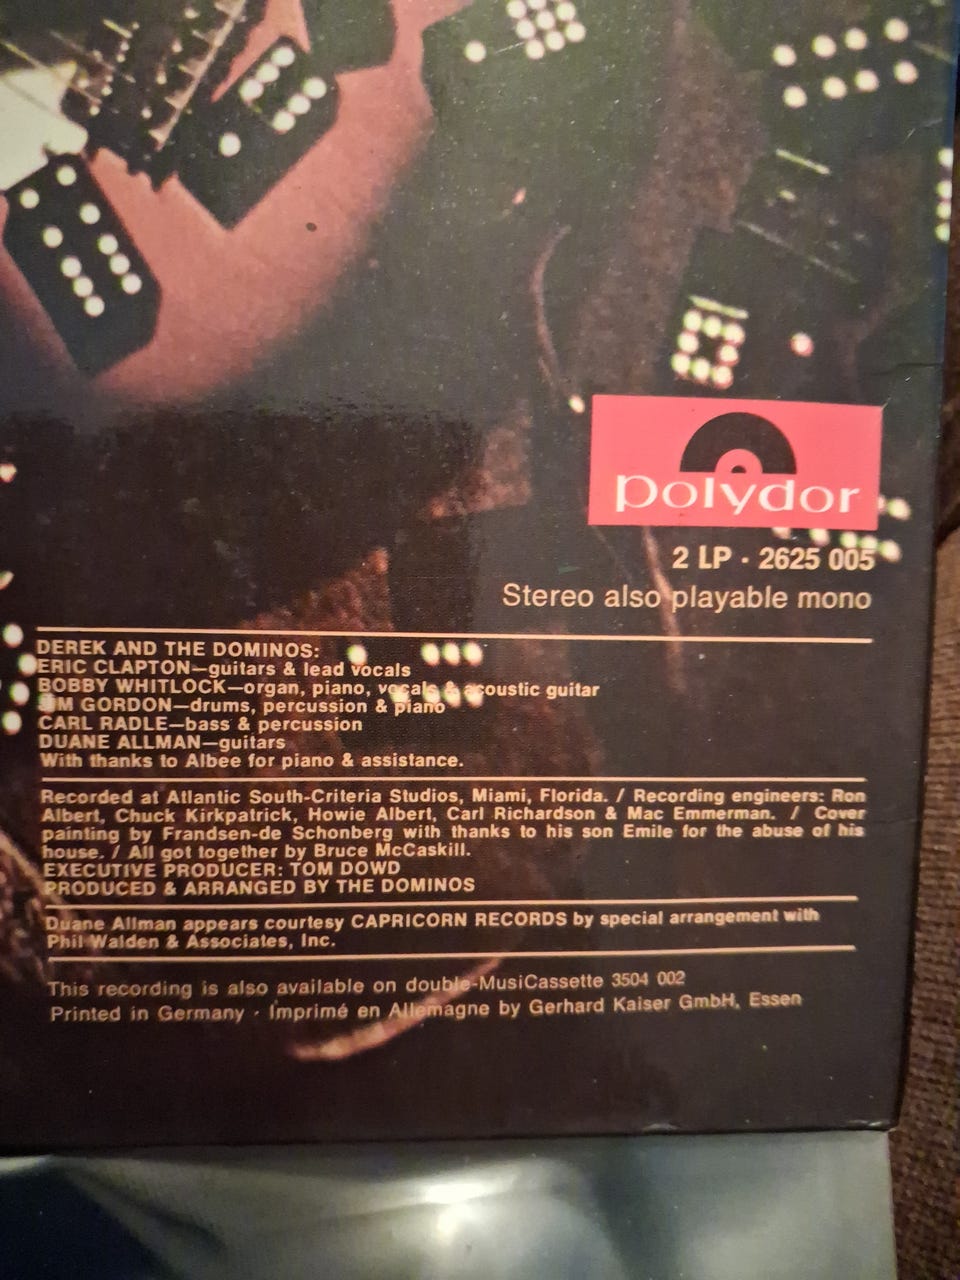 polydor
2 LP · 2625 005
Stereo also playable mono
DEREK AND THE DOMINOS:
ERIC CLAPTON—guitars & lead vocals
BOBBY WHITLOCK—organ, piano, vocals & acoustic guitar
JIM GORDON—drums, percussion & piano
CARL RADLE—bass & percussion
DUANE ALLMAN—guitars
With thanks to Albee for piano & assistance.
Recorded at Atlantic South-Criteria Studios, Miami, Florida. / Recording engineers: Ron
Albert, Chuck Kirkpatrick, Howie Albert, Carl Richardson & Mac Emmerman. / Cover
painting by Frandsen-de Schonberg with thanks to his son Emile for the abuse of his
house. / All got together by Bruce McCaskill.
EXECUTIVE PRODUCER: TOM DOWD
PRODUCED & ARRANGED BY THE DOMINOS
Duane Allman appears courtesy CAPRICORN RECORDS by special arrangement with
Phil Walden & Associates, Inc.
This recording is also available on double-MusiCassette 3504 002
Printed in Germany · Imprimé en Allemagne by Gerhard Kaiser GmbH, Essen